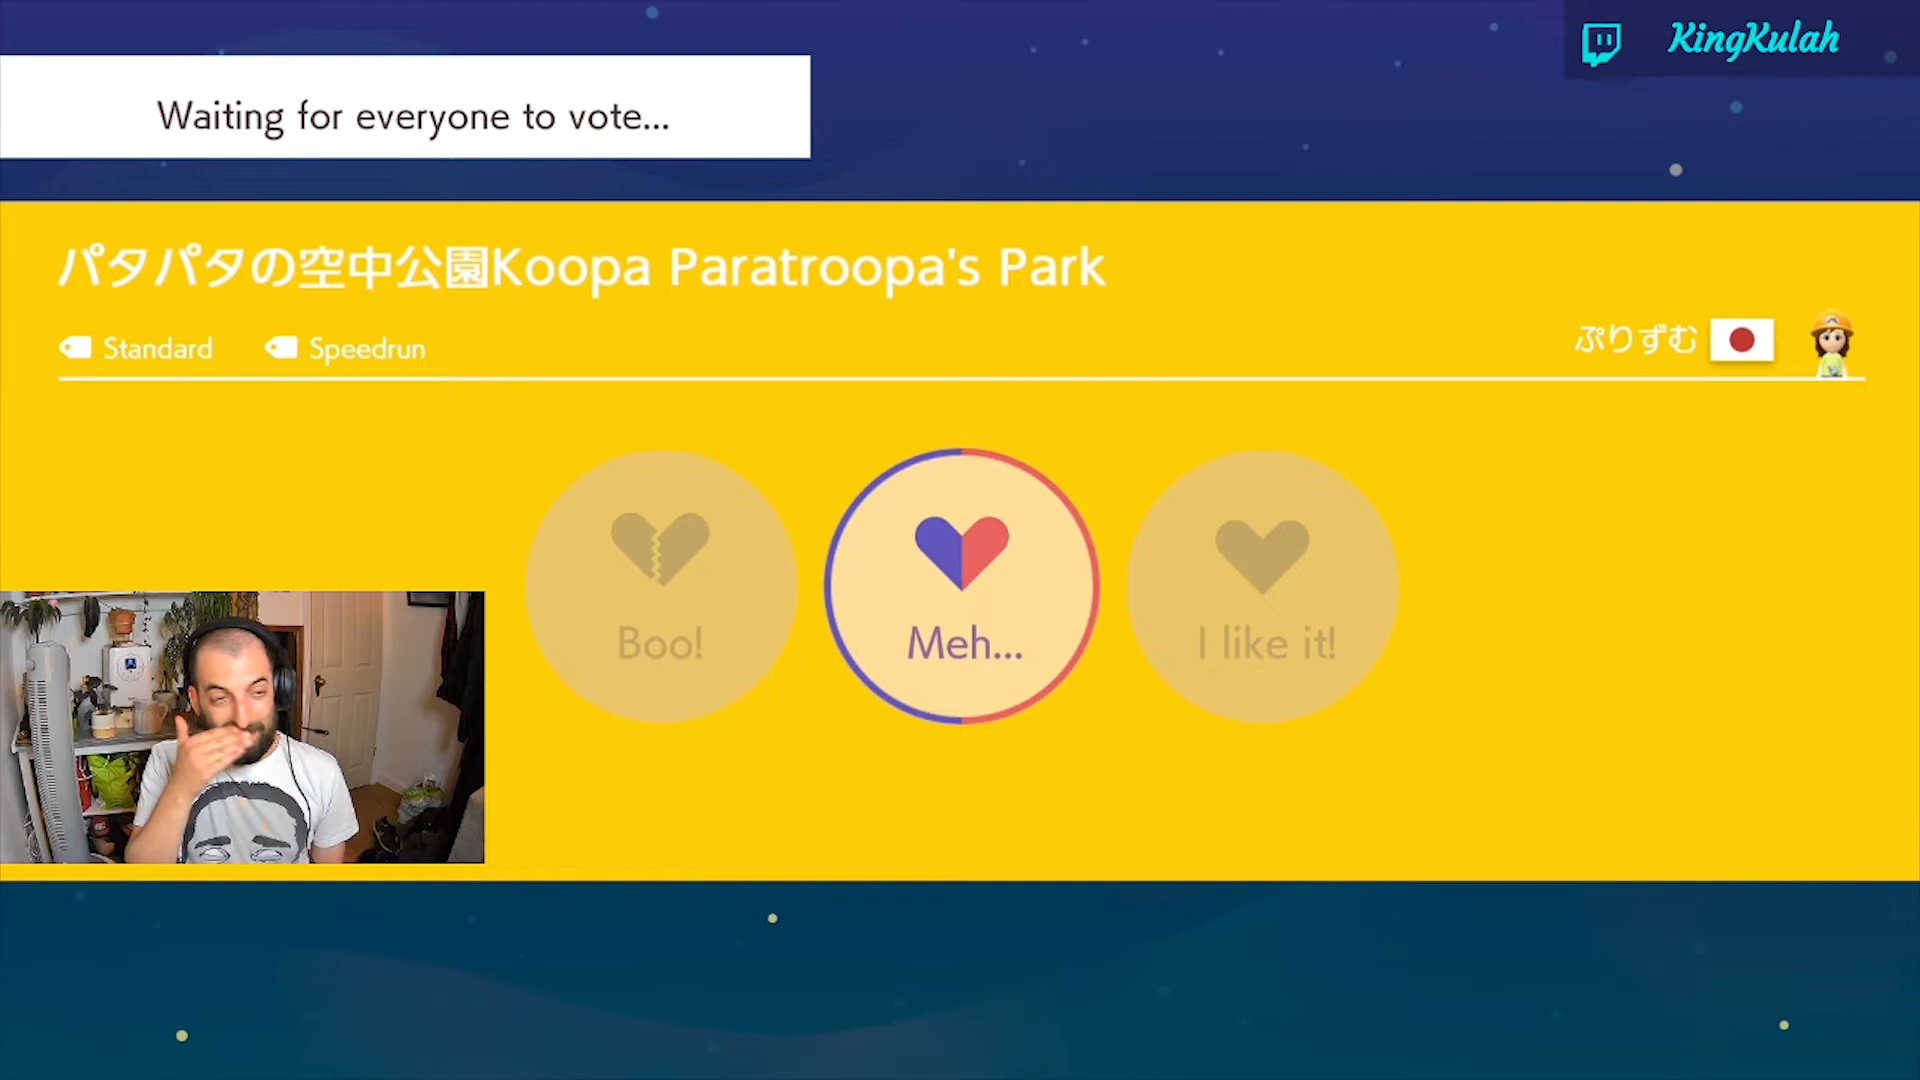 KingKulah
Waiting for everyone to vote...
パタパタの空中公園Koopa Paratroopa's Park
Standard
Speedrun
ぷりずむ
Boo!
Meh...
I like it!